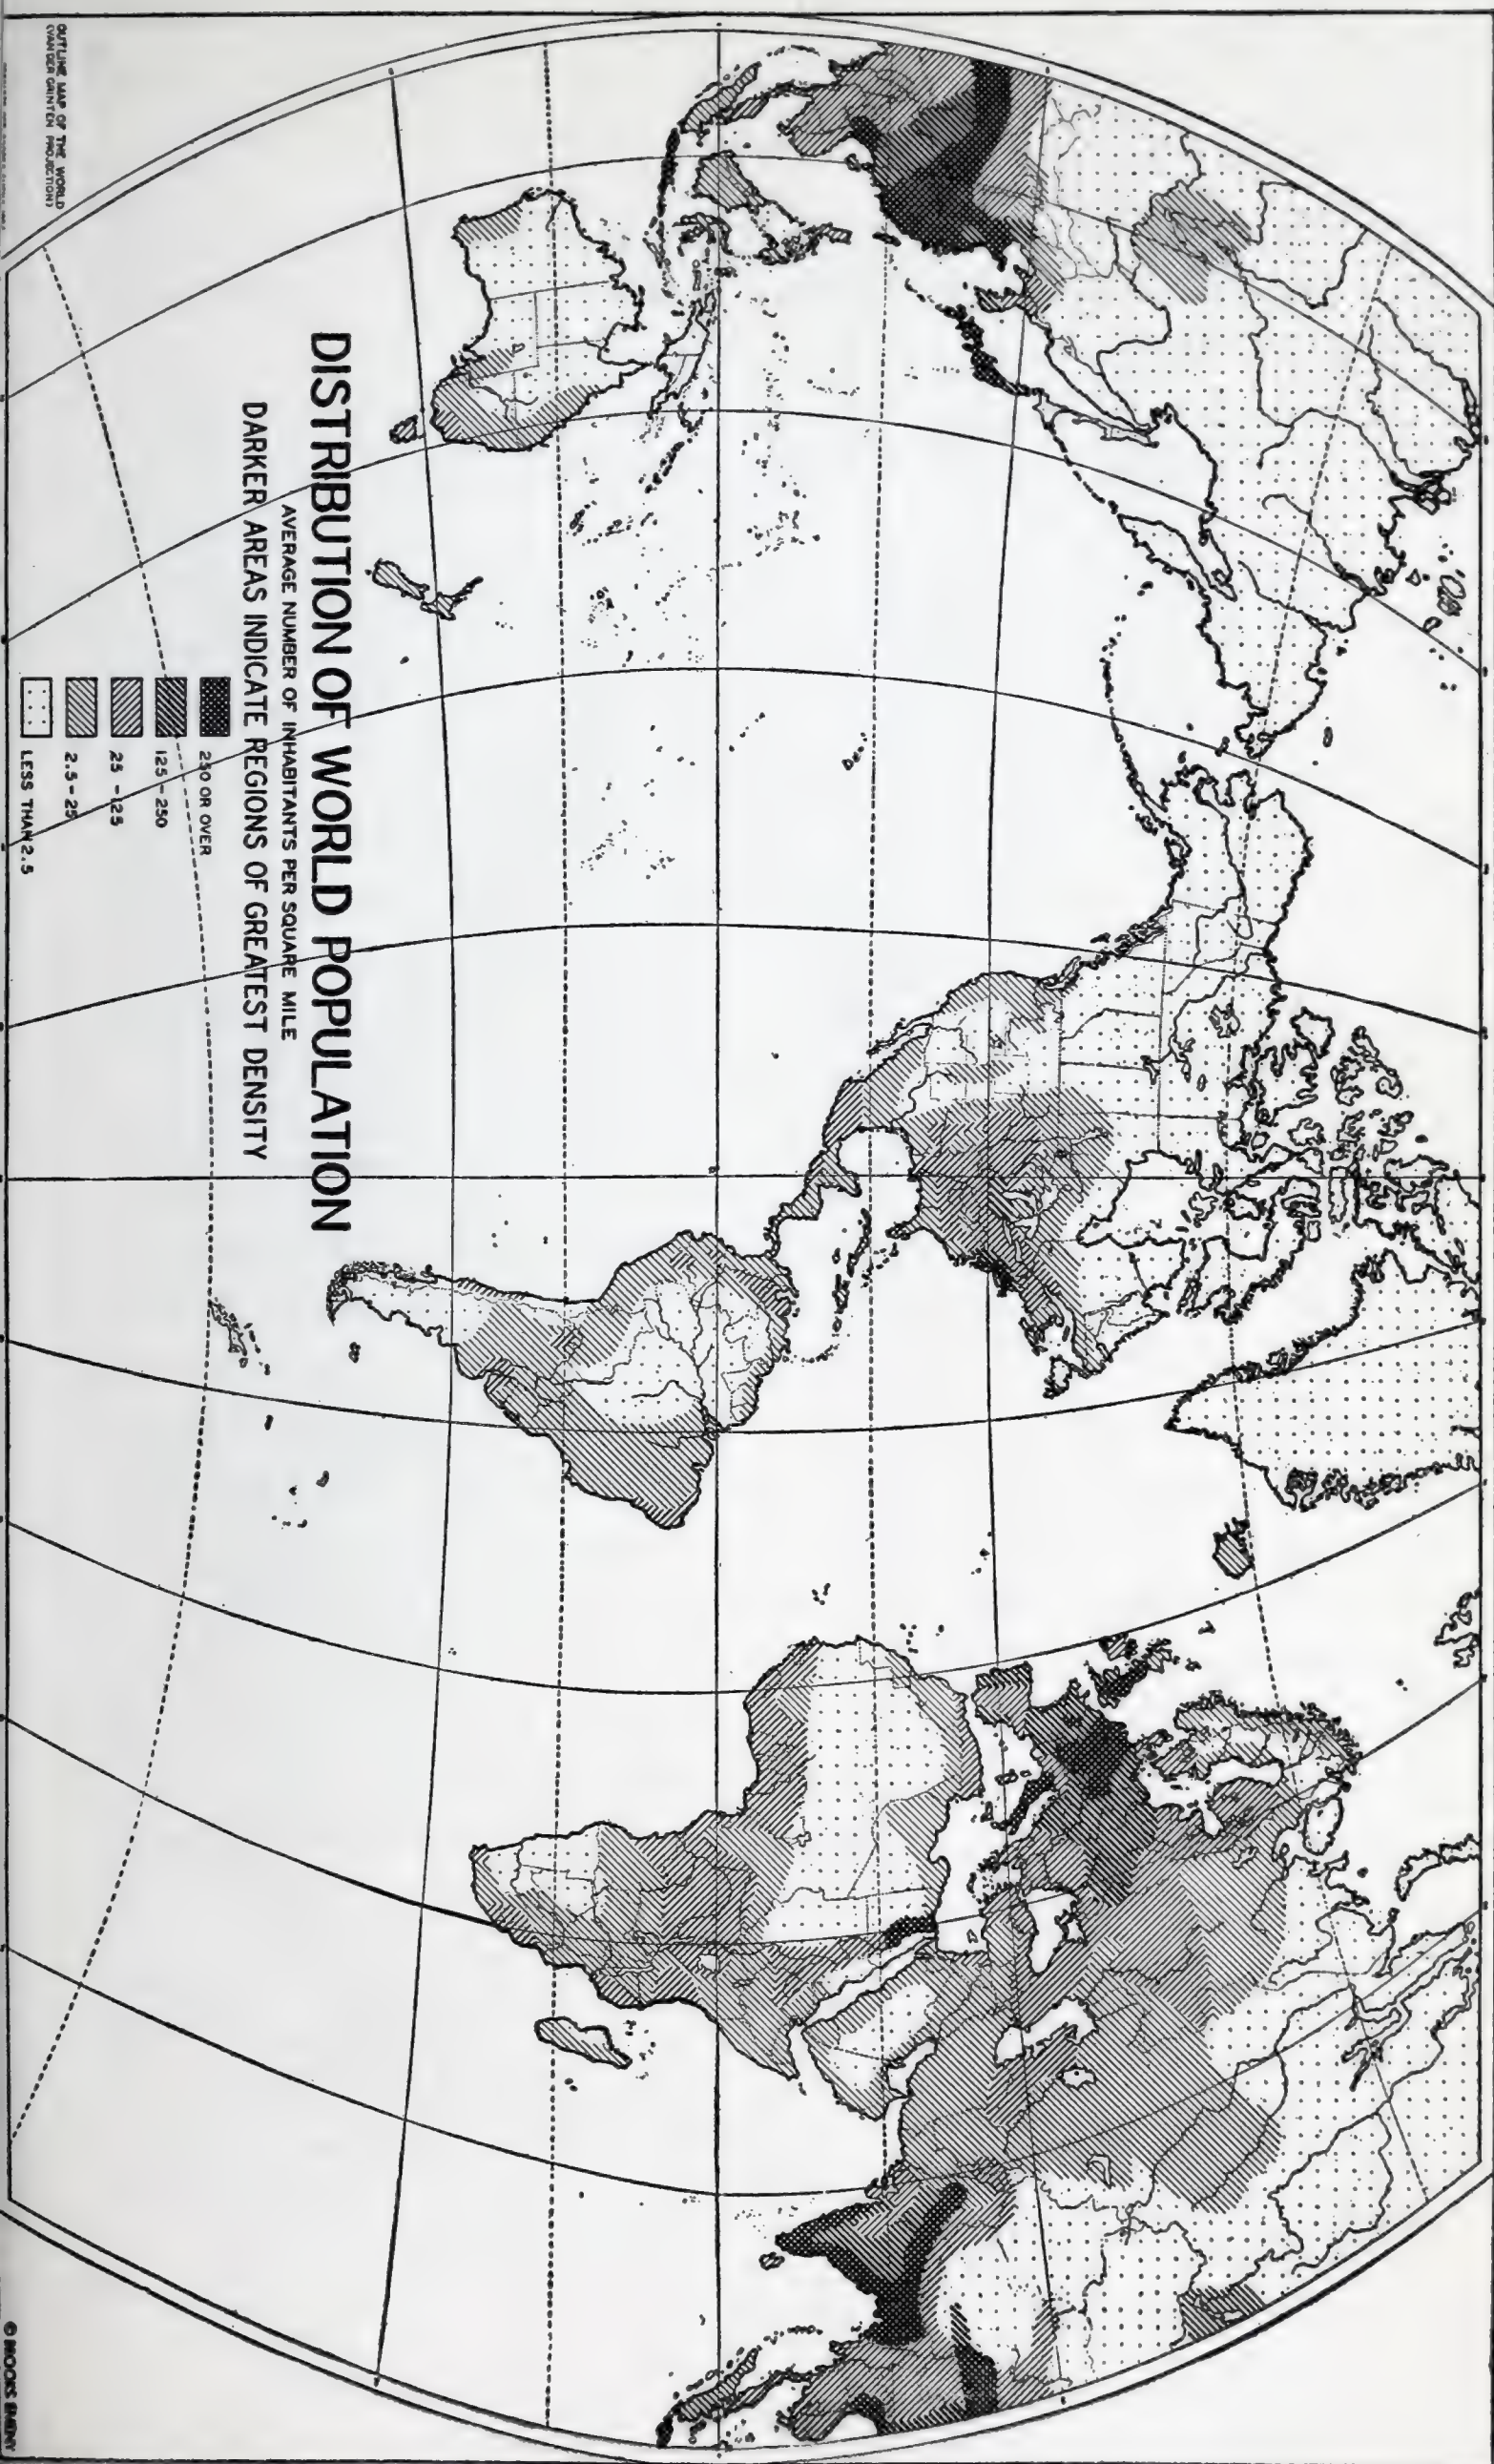 DISTRIBUTION OF WORLD POPULATION
AVERAGE NUMBER OF INHABITANTS PER SQUARE MILE
DARKER AREAS INDICATE REGIONS OF GREATEST DENSITY
250 OR OVER
125-250
25-125
2.5-25
LESS THAN 2.5
OUTLINE MAP OF THE WORLD
(VAN DER GRINTEN PROJECTION)
© BROOKS EMENY